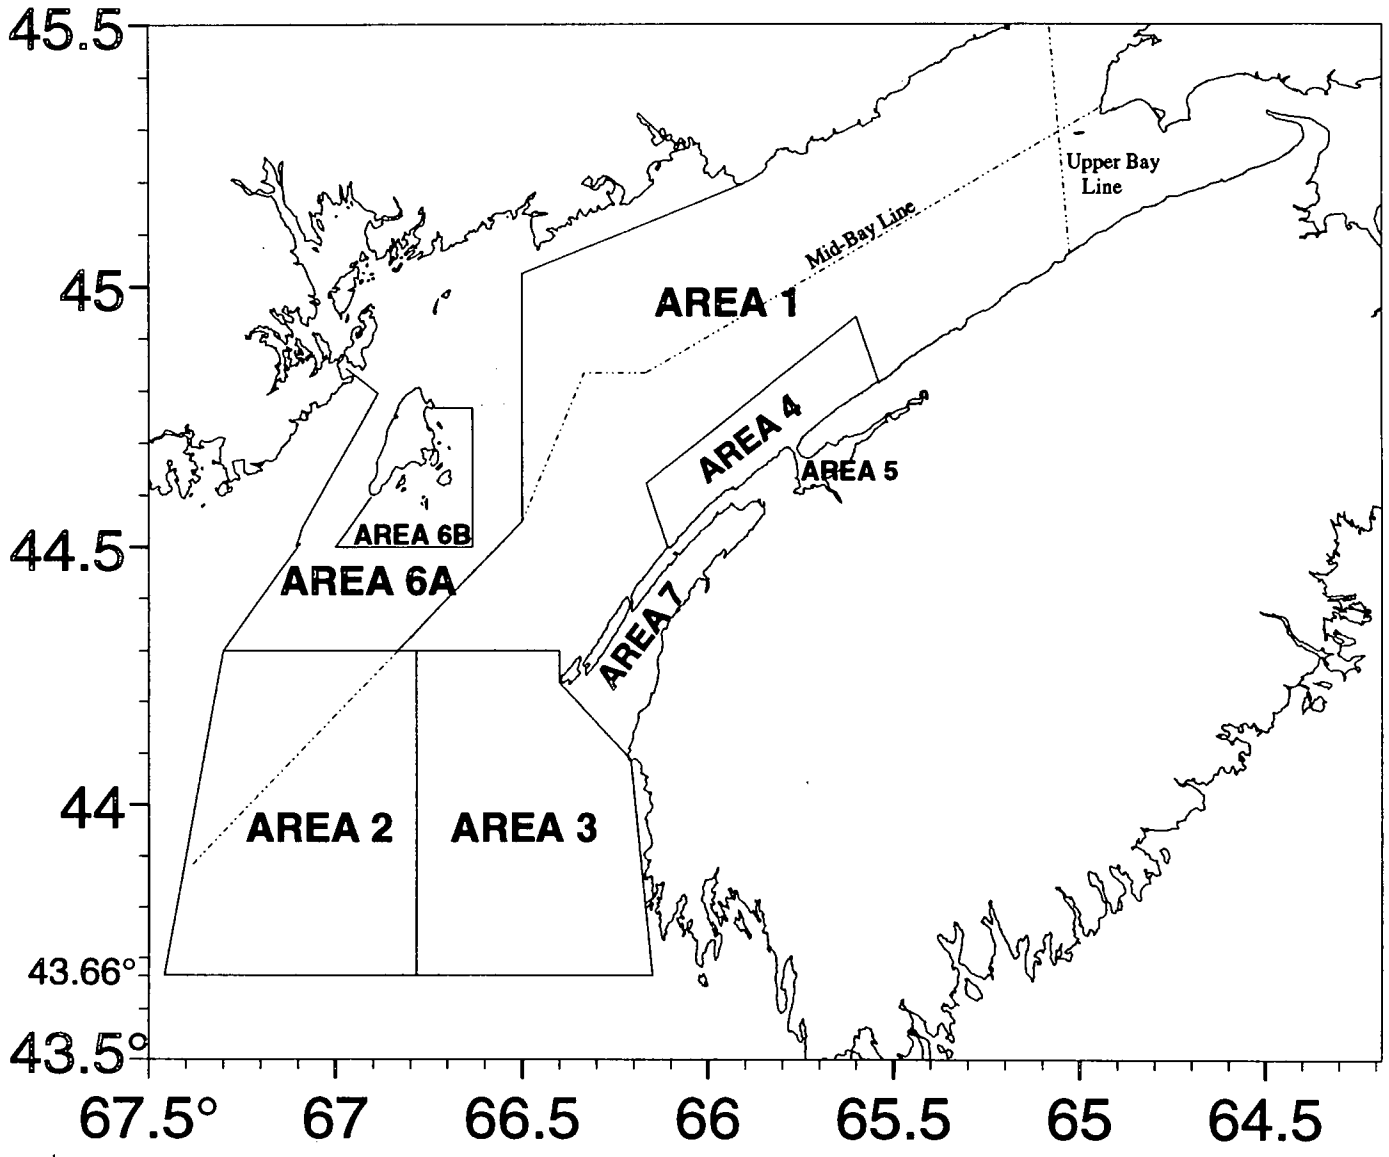 45.5
Upper Bay
Line
Mid-Bay Line
45
AREA 1
AREA 4
AREA 5
AREA 6B
44.5
AREA 6A
AREA 7
44
AREA 2
AREA 3
43.66°
43.5°
67.5° 67 66.5 66 65.5 65 64.5